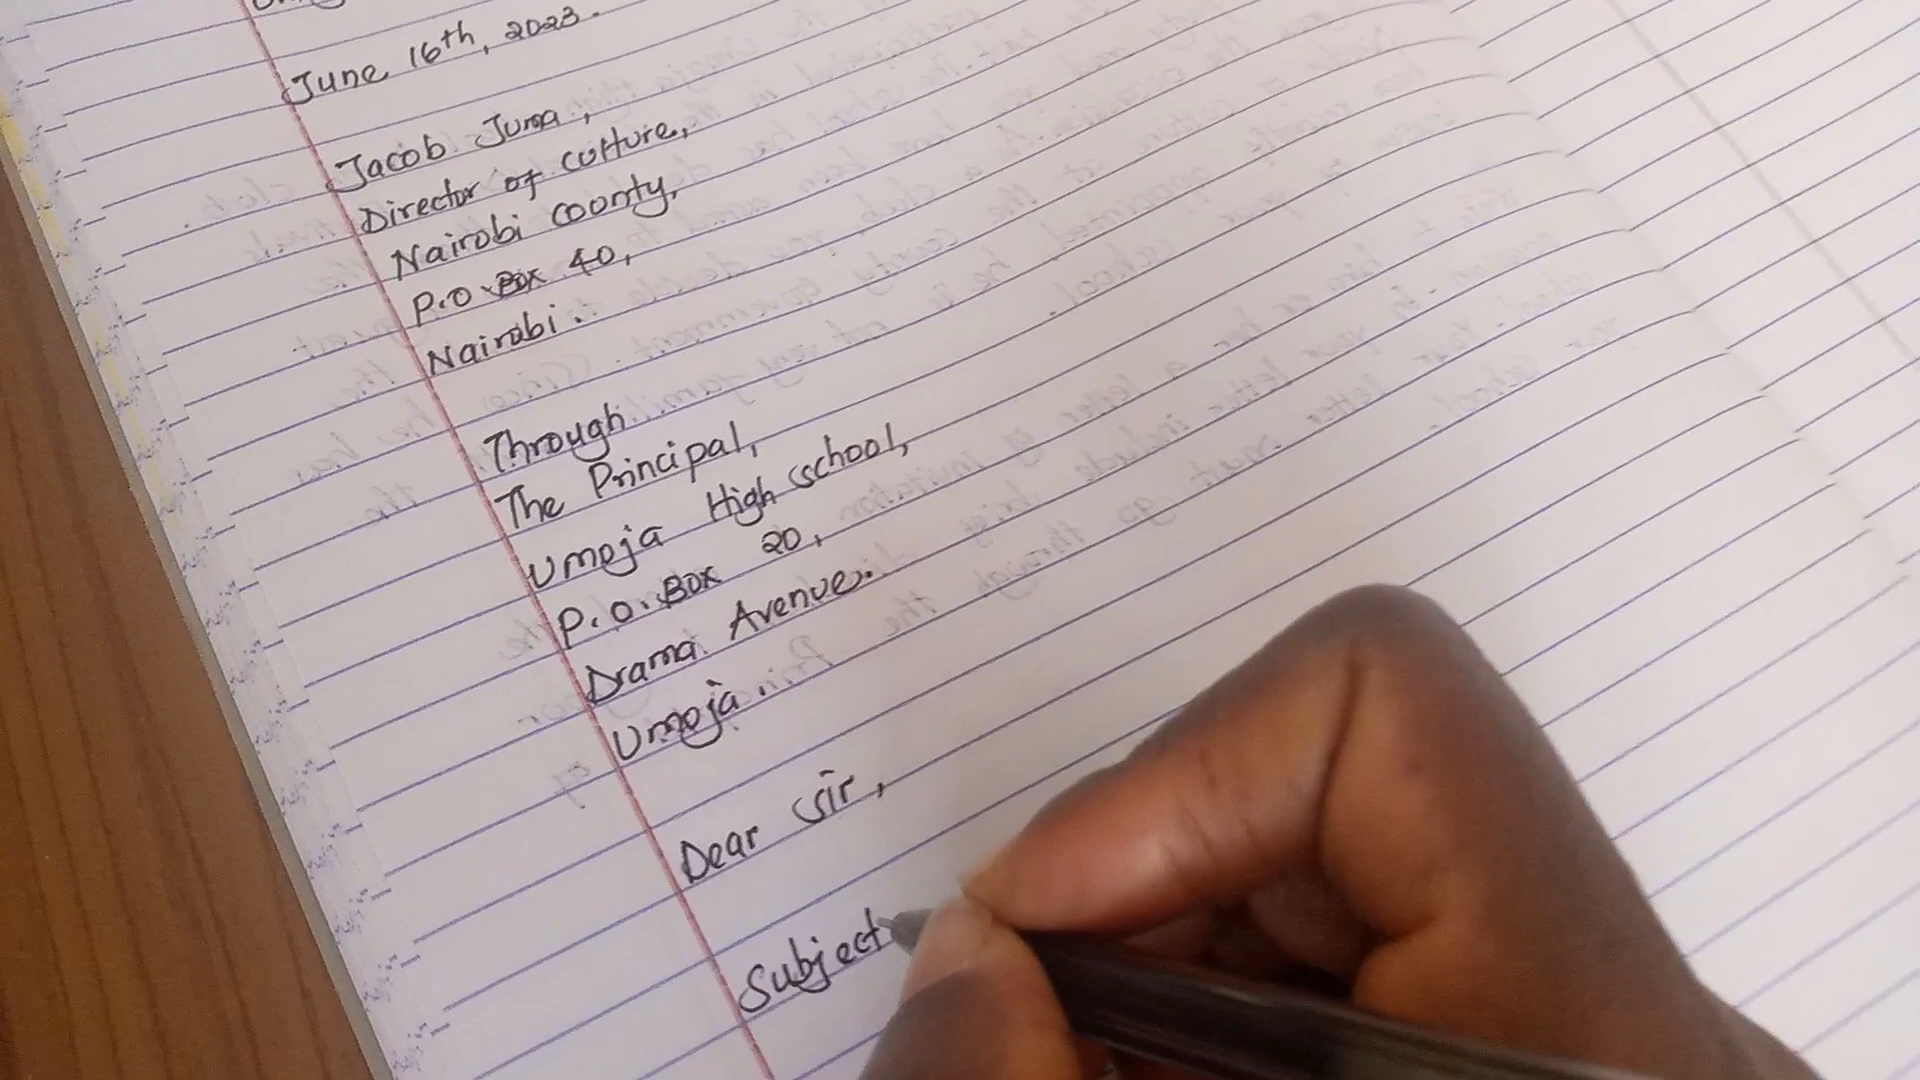 June 16th, 2023.
Jacob Juma,
Director of culture,
Nairobi county,
P.O. BOX 40,
Nairobi.
Through
The Principal,
Umoja High school,
P.O. BOX 20,
Drama Avenue.
Umoja.
Dear Sir,
Subject